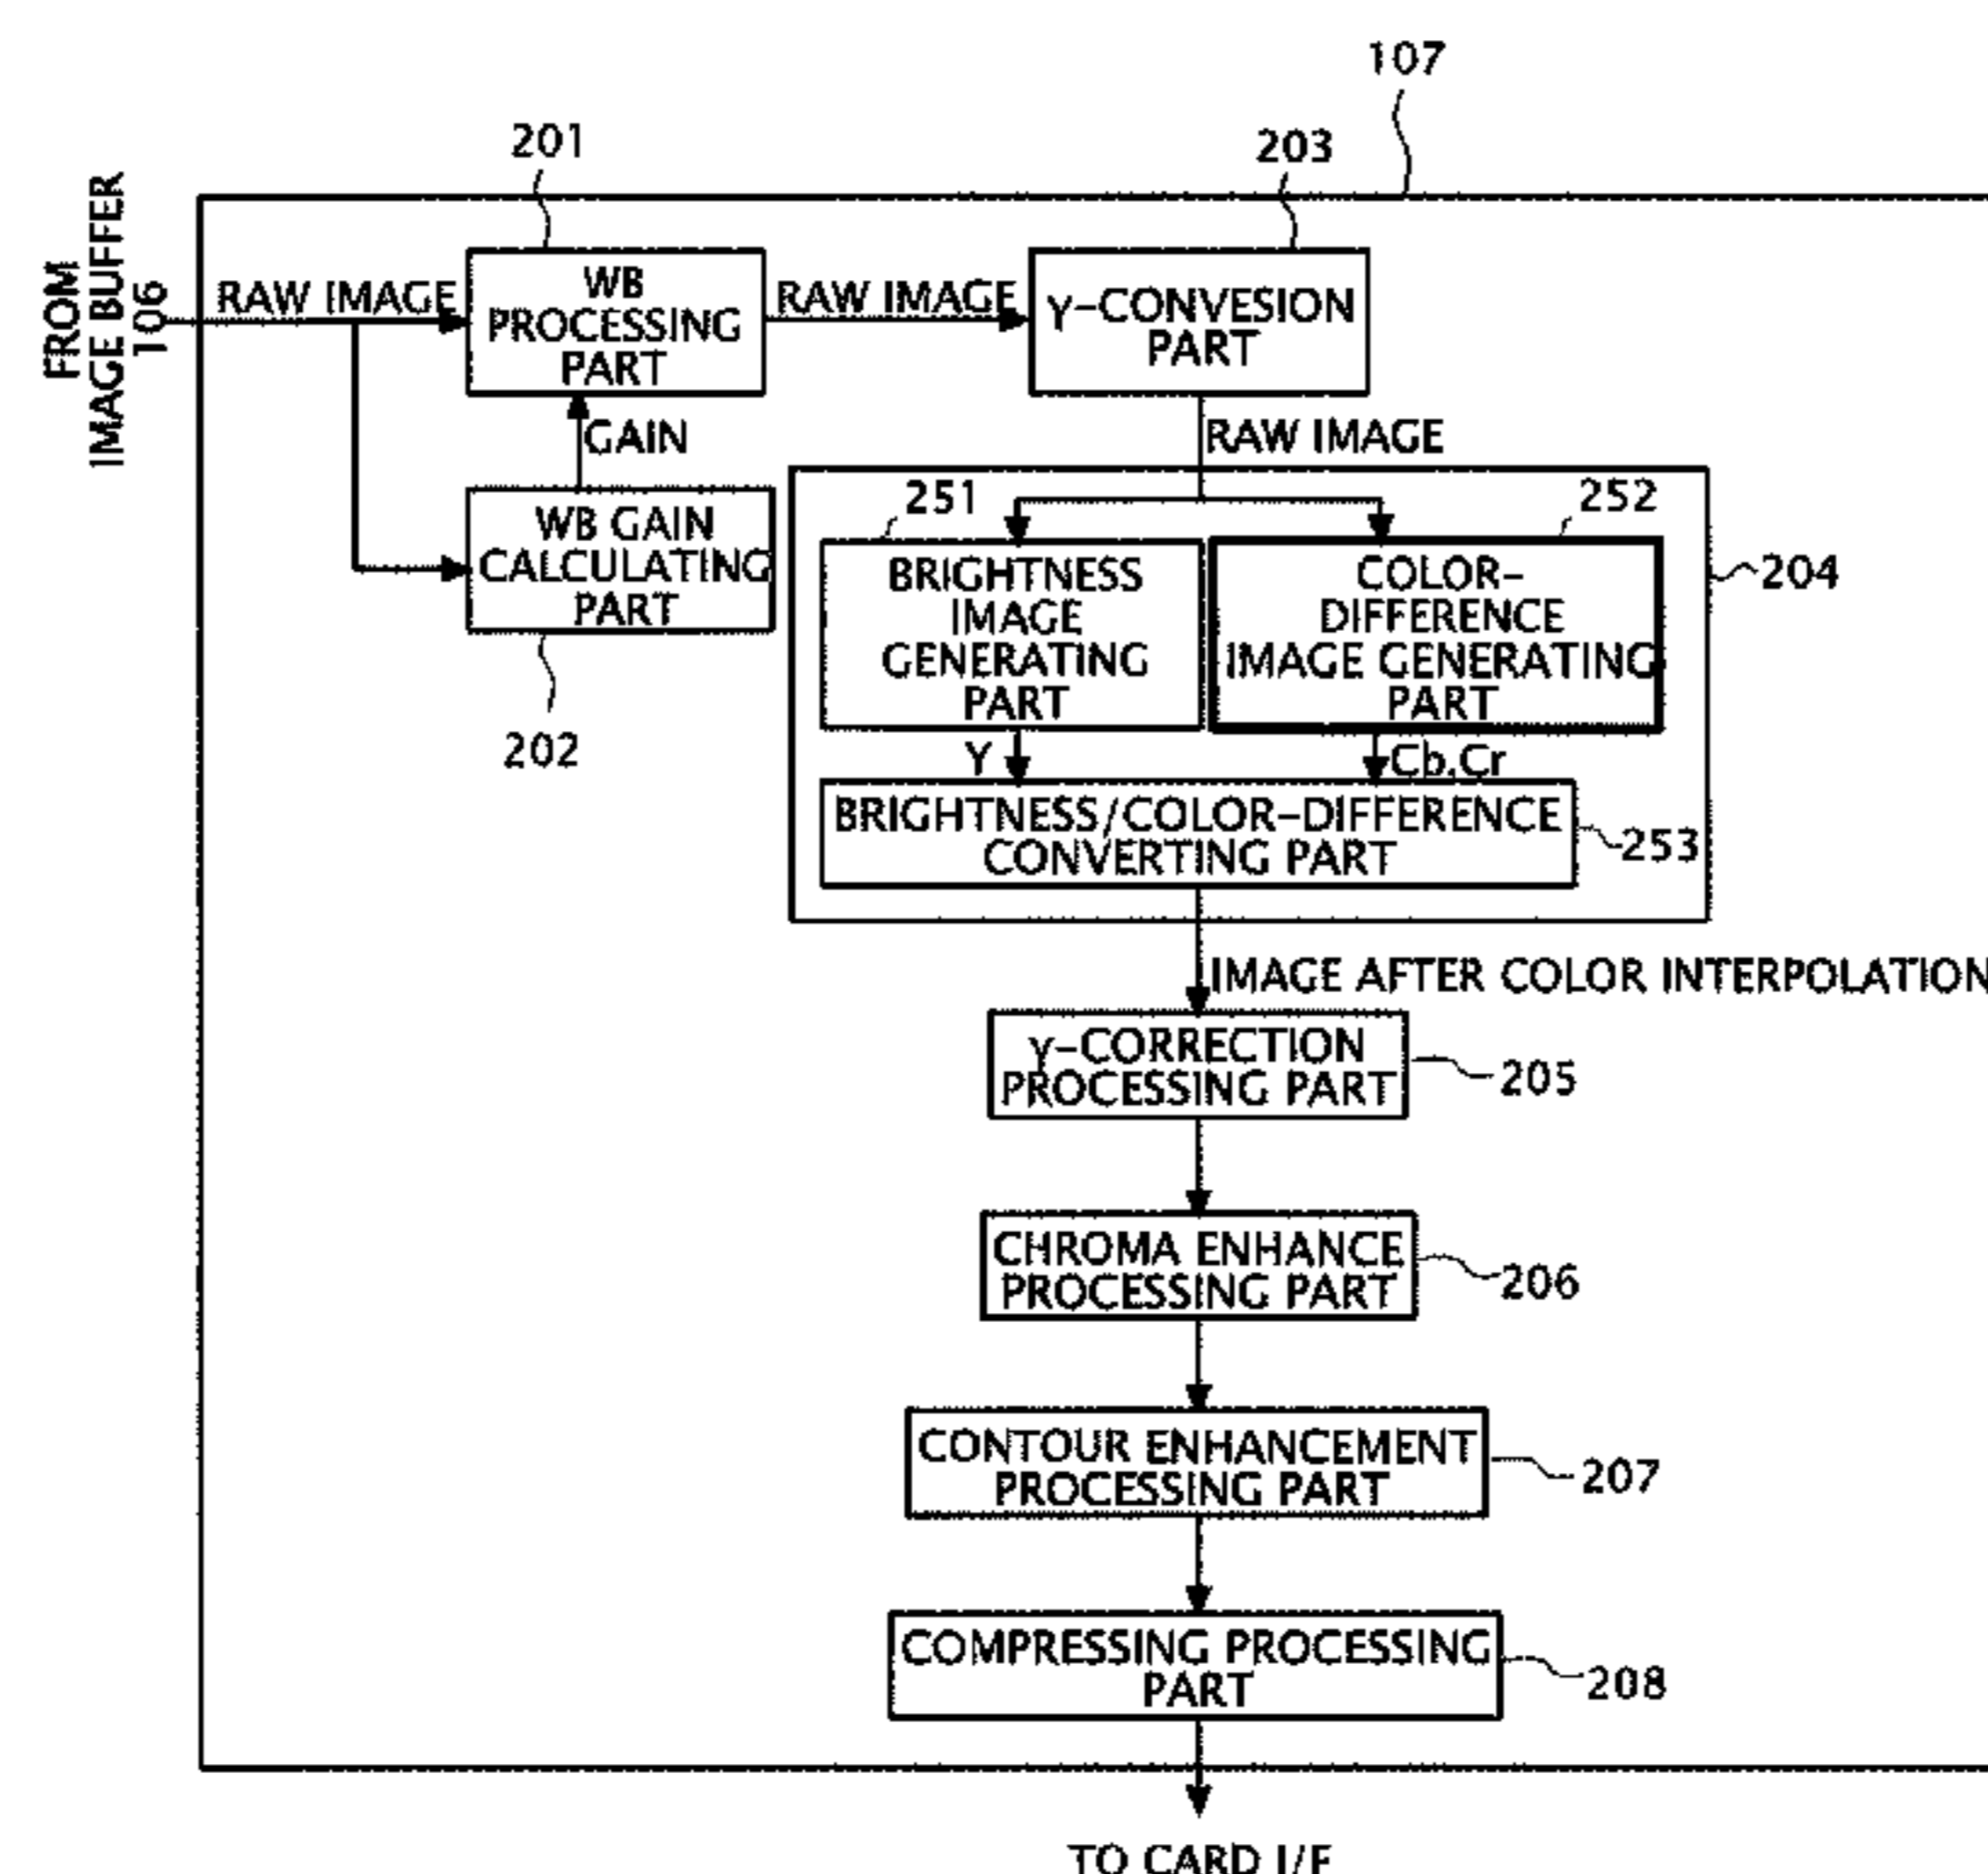 107
201
203
FROM
IMAGE BUFFER
106
RAW IMAGE
WB
PROCESSING
PART
RAW IMAGE
γ-CONVESION
PART
GAIN
RAW IMAGE
WB GAIN
CALCULATING
PART
202
251
252
BRIGHTNESS
IMAGE
GENERATING
PART
COLOR-
DIFFERENCE
IMAGE GENERATING
PART
204
Y
Cb,Cr
BRIGHTNESS/COLOR-DIFFERENCE
CONVERTING PART
253
IMAGE AFTER COLOR INTERPOLATION
γ-CORRECTION
PROCESSING PART
205
CHROMA ENHANCE
PROCESSING PART
206
CONTOUR ENHANCEMENT
PROCESSING PART
207
COMPRESSING PROCESSING
PART
208
TO CARD I/F